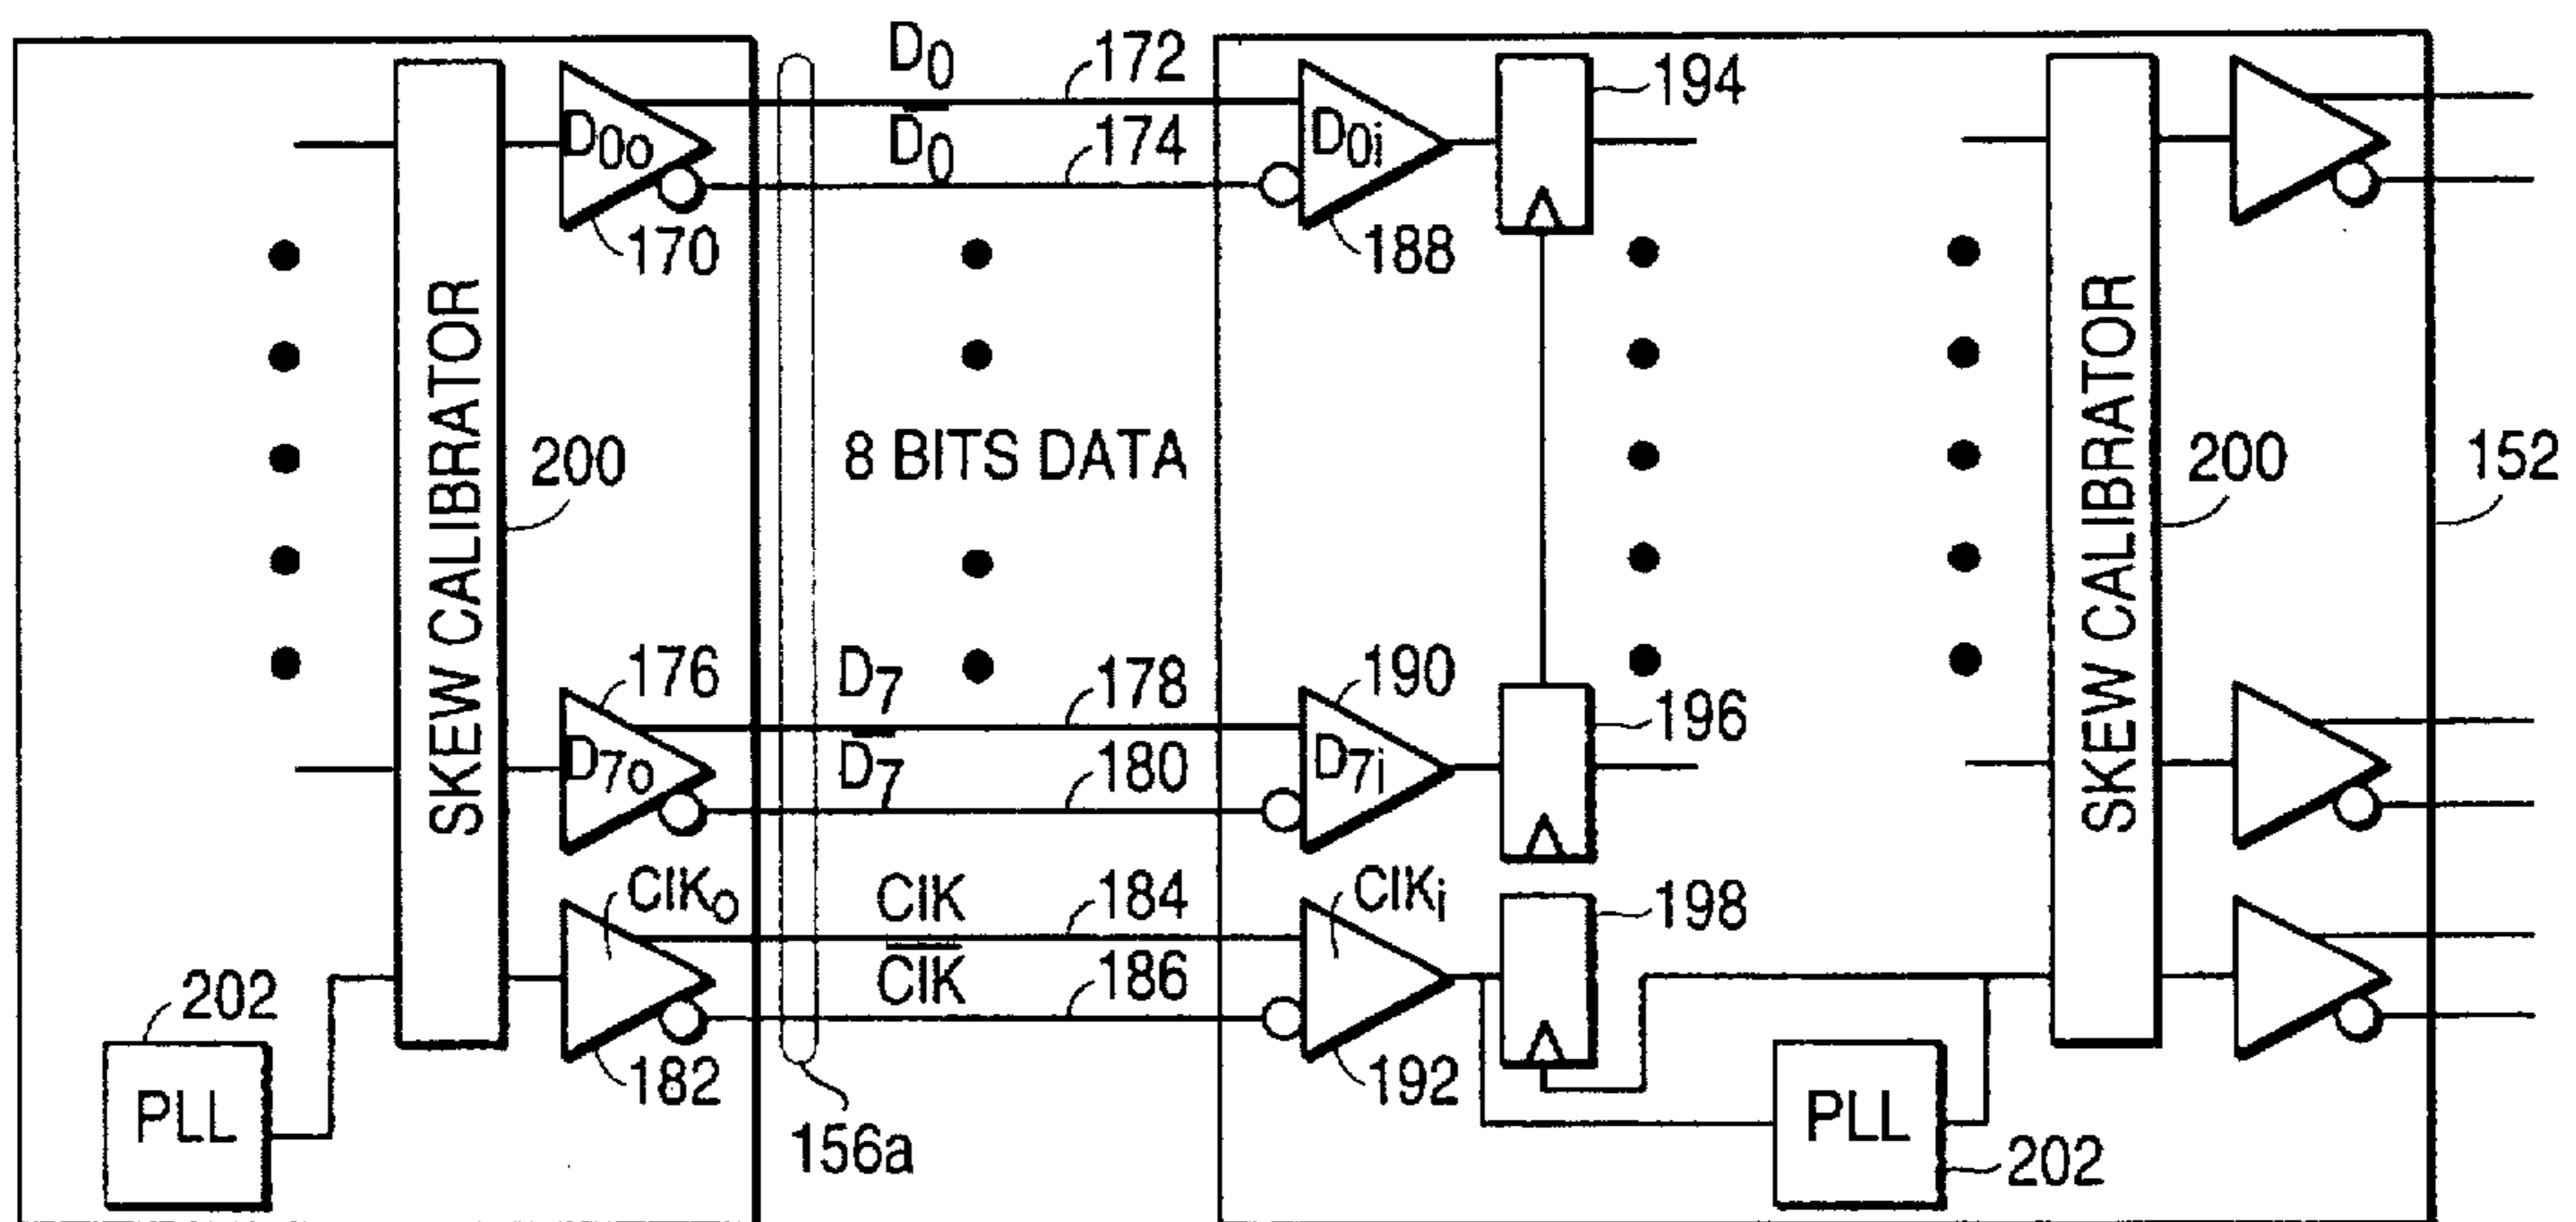 D0
172
D0
174
D0o
170
D0i
188
194
8 BITS DATA
SKEW CALIBRATOR
200
SKEW CALIBRATOR
200
152
176
D7
178
D7o
D7
180
190
D7i
196
ClKo
ClK
184
ClK
186
182
ClKi
192
198
202
PLL
156a
PLL
202